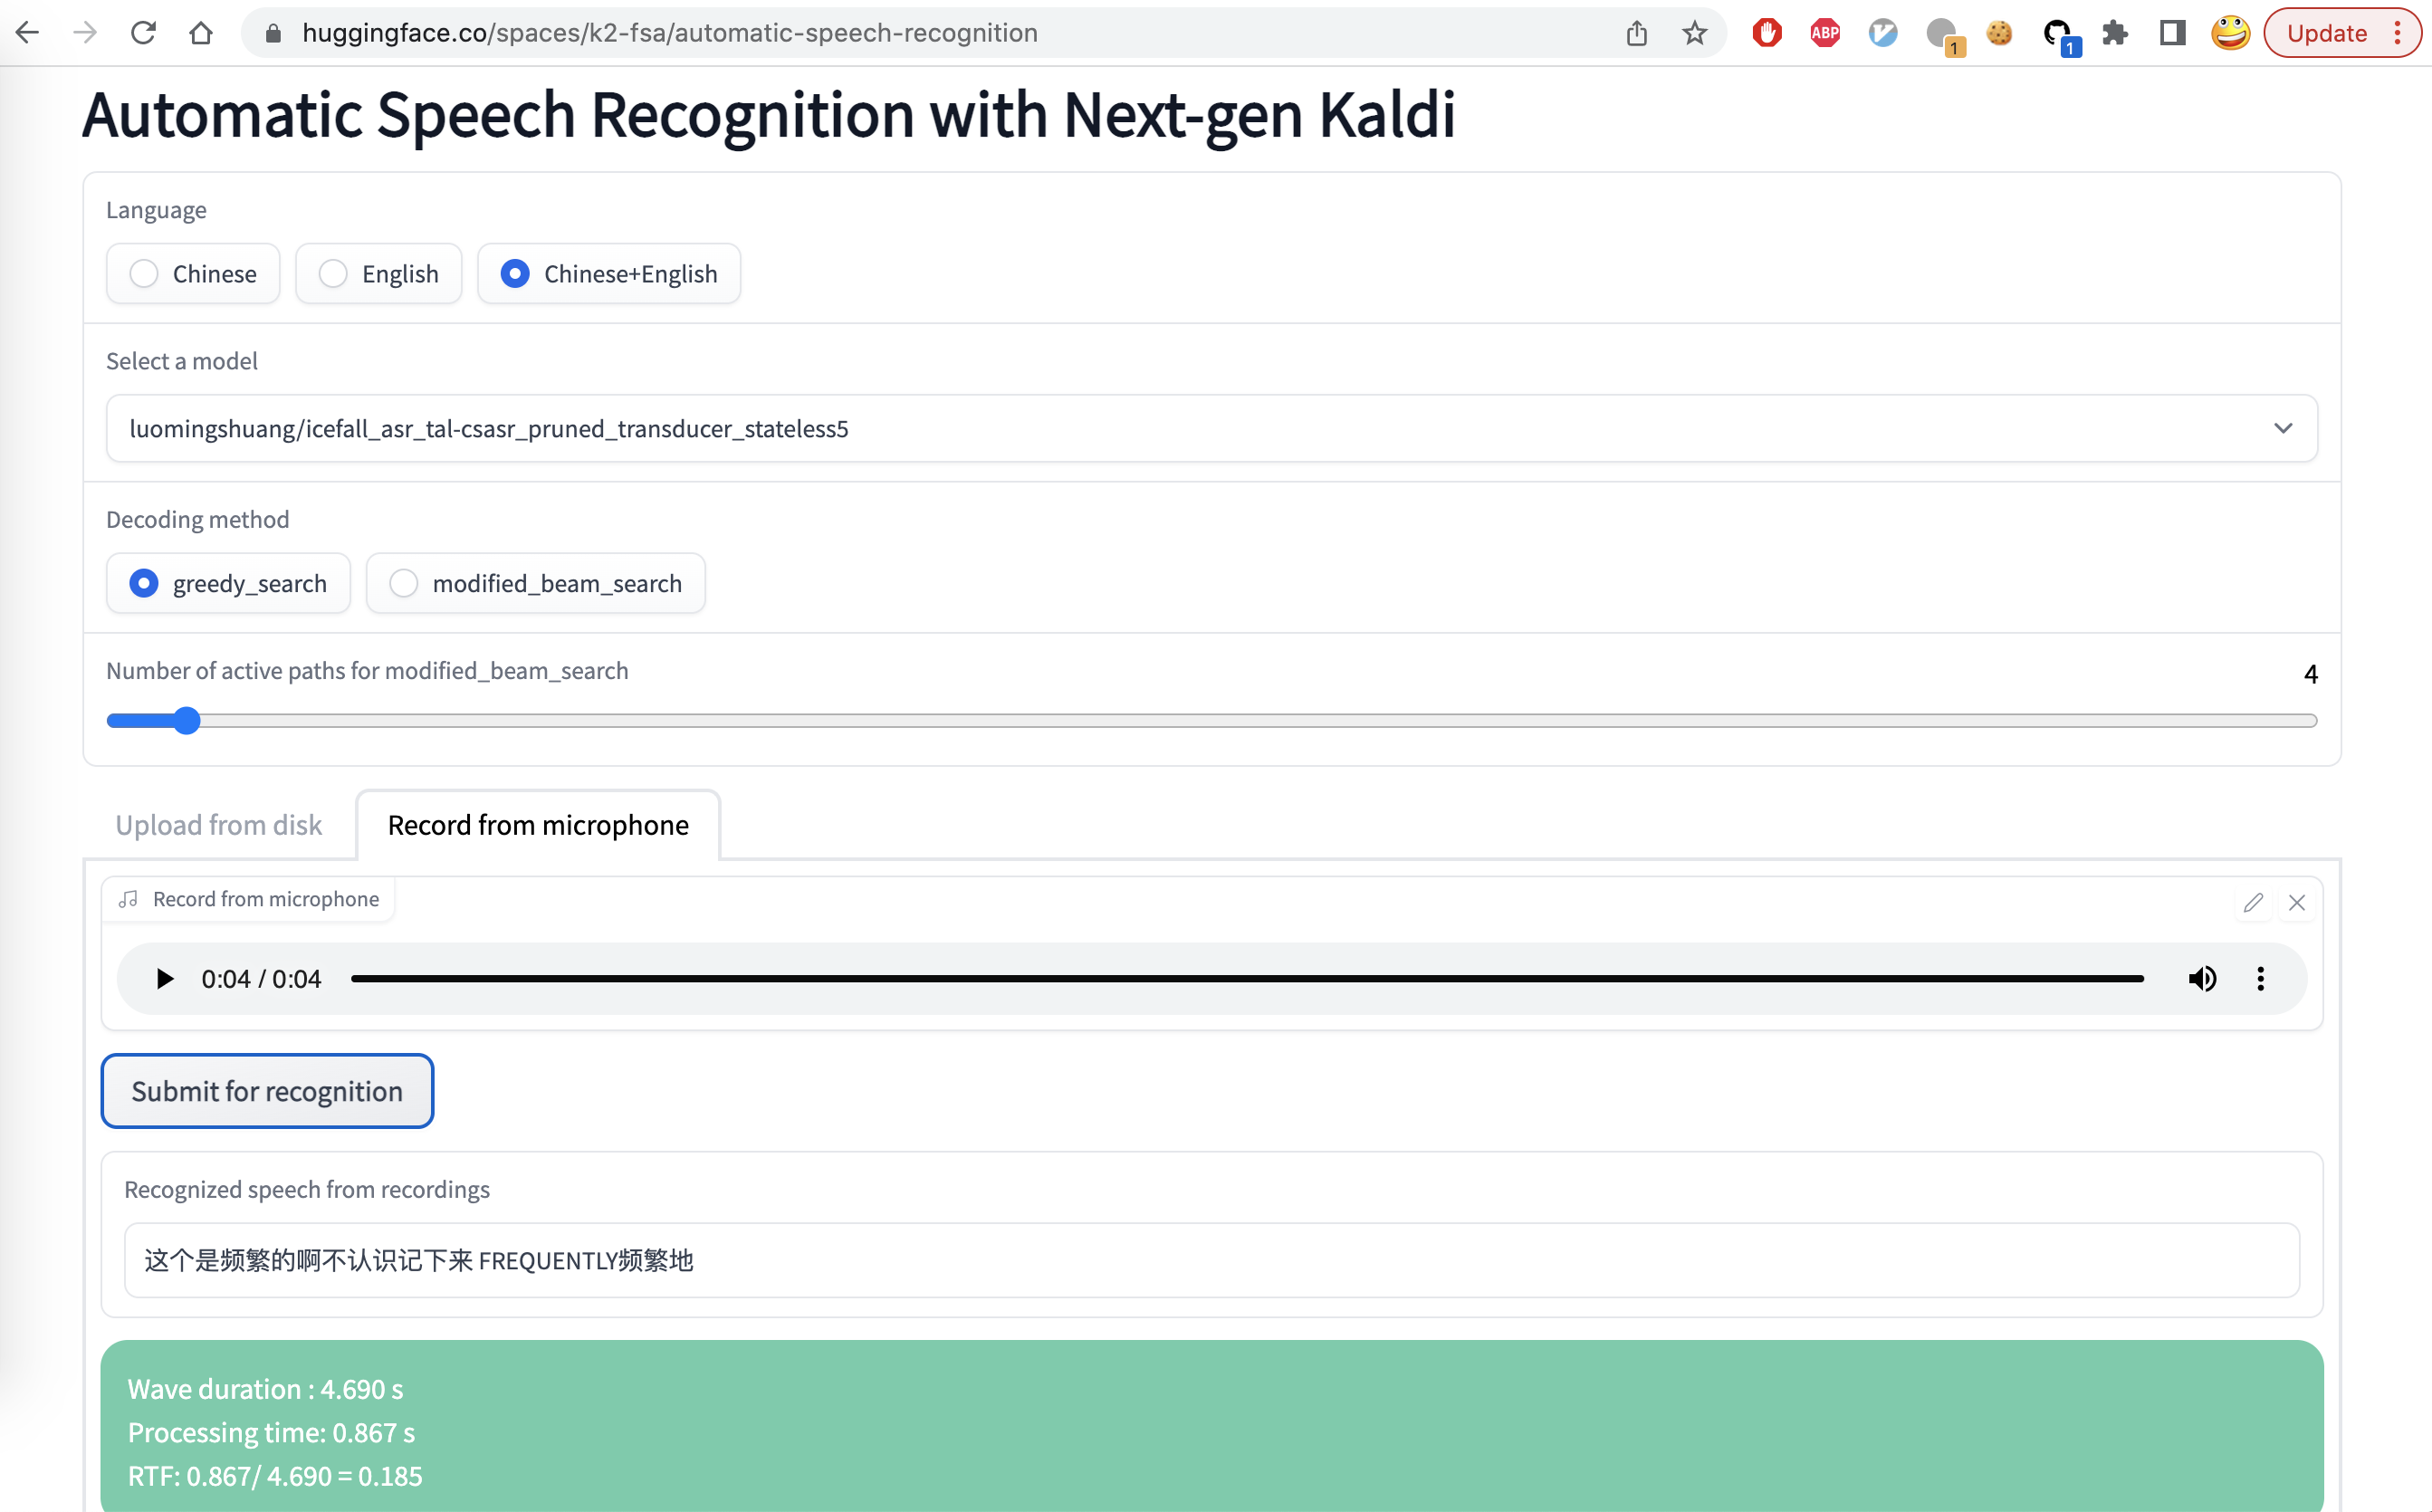 huggingface.co/spaces/k2-fsa/automatic-speech-recognition
ABP
1
1
Update
Automatic Speech Recognition with Next-gen Kaldi
Language
Chinese
English
Chinese+English
Select a model
luomingshuang/icefall_asr_tal-csasr_pruned_transducer_stateless5
Decoding method
greedy_search
modified_beam_search
Number of active paths for modified_beam_search
4
Upload from disk
Record from microphone
Record from microphone
0:04 / 0:04
Submit for recognition
Recognized speech from recordings
这个是频繁的啊不认识记下来 FREQUENTLY频繁地
Wave duration : 4.690 s
Processing time: 0.867 s
RTF: 0.867/ 4.690 = 0.185